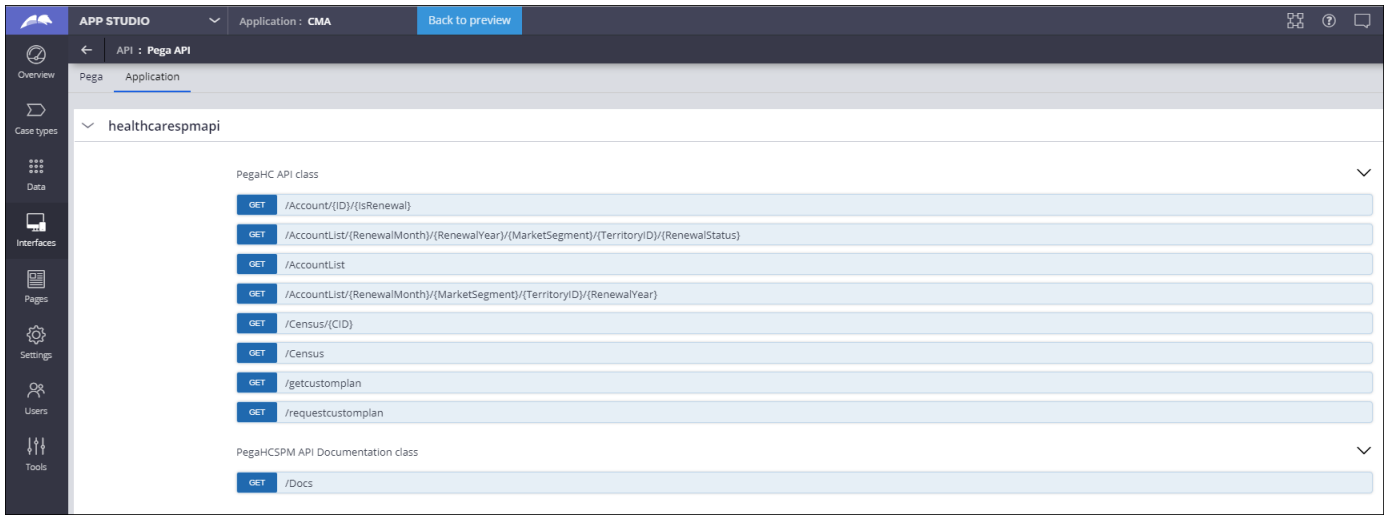 APP STUDIO
Application : CMA
Back to preview
API : Pega API
Overview
Pega
Application
Case types
healthcarespmapi
Data
PegaHC API class
GET /Account/{ID}/{IsRenewal}
Interfaces
GET /AccountList/{RenewalMonth}/{RenewalYear}/{MarketSegment}/{TerritoryID}/{RenewalStatus}
GET /AccountList
Pages
GET /AccountList/{RenewalMonth}/{MarketSegment}/{TerritoryID}/{RenewalYear}
GET /Census/{CID}
Settings
GET /Census
GET /getcustomplan
Users
GET /requestcustomplan
PegaHCSPM API Documentation class
Tools
GET /Docs